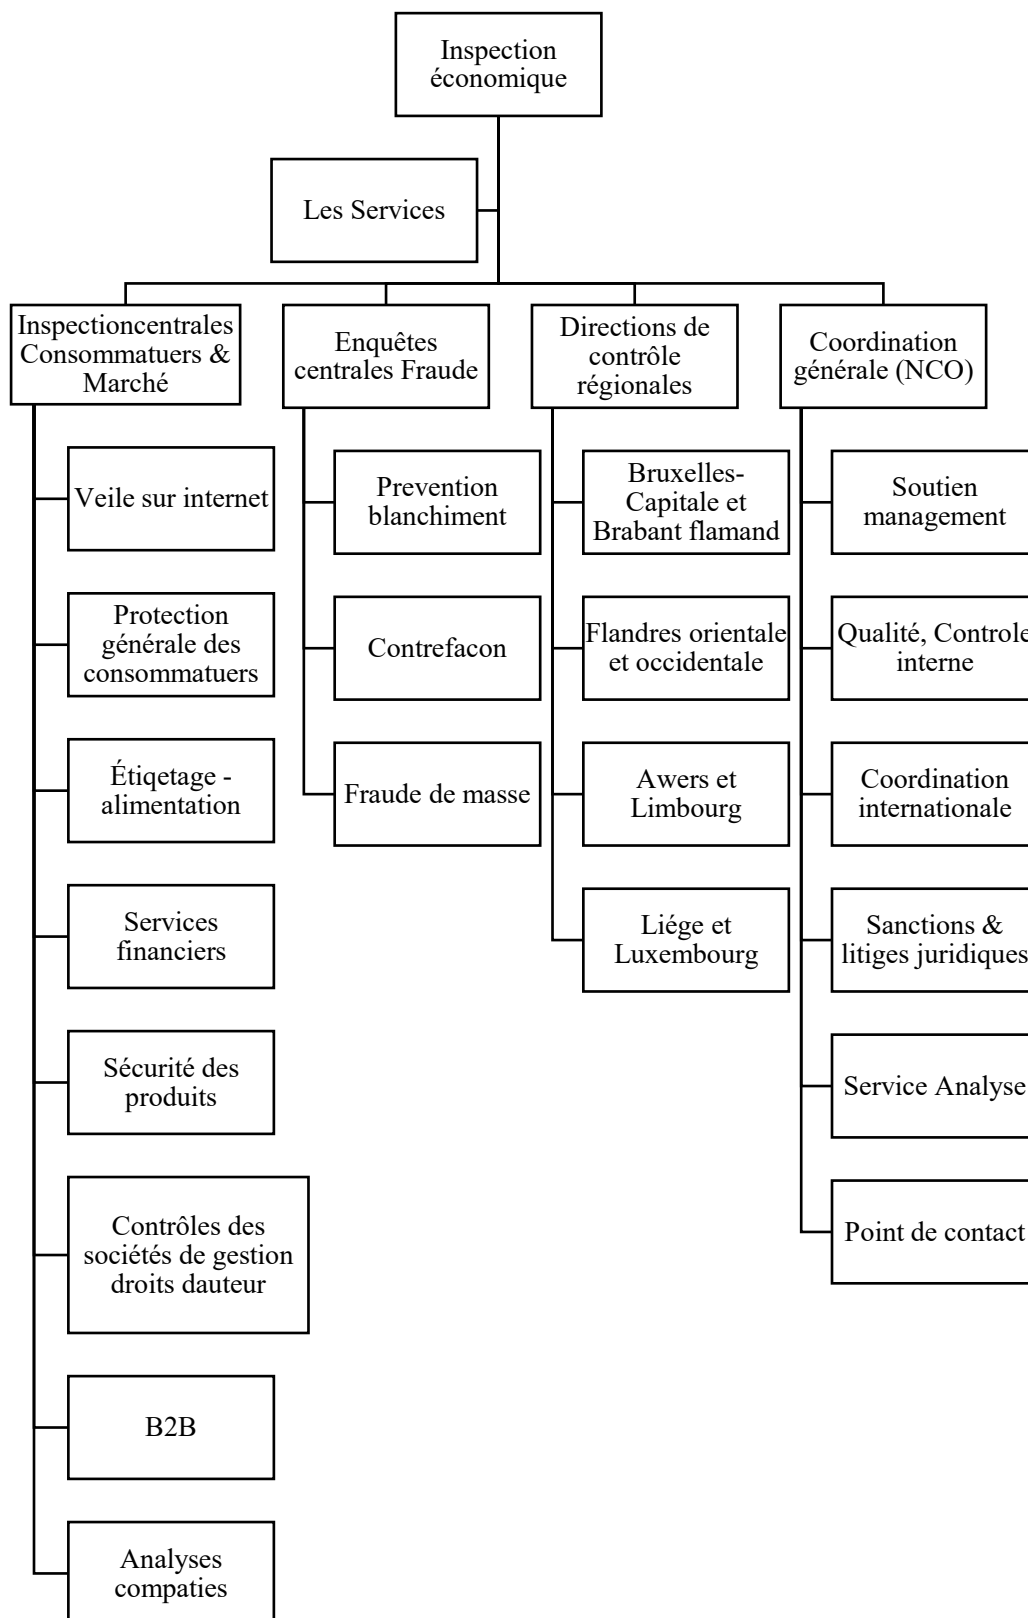 Inspection
économique
Les Services
Inspectioncentrales
Consommatuers &
Marché
Veile sur internet
Protection
générale des
consommatuers
Étiqetage -
alimentation
Services
financiers
Sécurité des
produits
Contrôles des
sociétés de gestion
droits dauteur
B2B
Analyses
compaties
Enquêtes
centrales Fraude
Prevention
blanchiment
Contrefacon
Fraude de masse
Directions de
contrôle
régionales
Bruxelles-
Capitale et
Brabant flamand
Flandres orientale
et occidentale
Awers et
Limbourg
Liége et
Luxembourg
Coordination
générale (NCO)
Soutien
management
Qualité, Controle
interne
Coordination
internationale
Sanctions &
litiges juridiques
Service Analyse
Point de contact